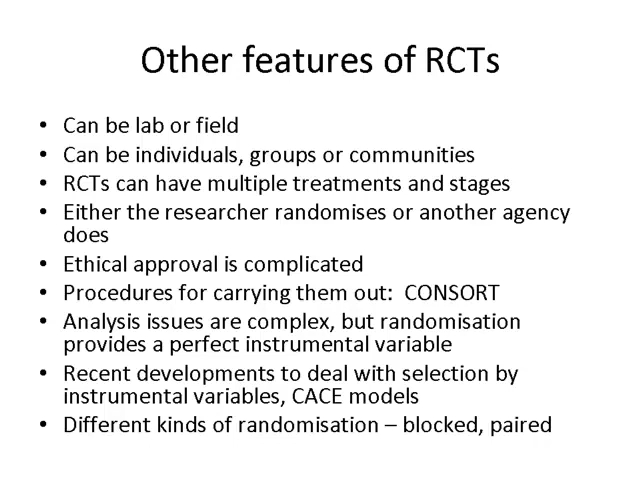 Other features of RCTs
• Can be lab or field
• Can be individuals, groups or communities
• RCTs can have multiple treatments and stages
• Either the researcher randomises or another agency
does
• Ethical approval is complicated
• Procedures for carrying them out:  CONSORT
• Analysis issues are complex, but randomisation
provides a perfect instrumental variable
• Recent developments to deal with selection by
instrumental variables, CACE models
• Different kinds of randomisation – blocked, paired